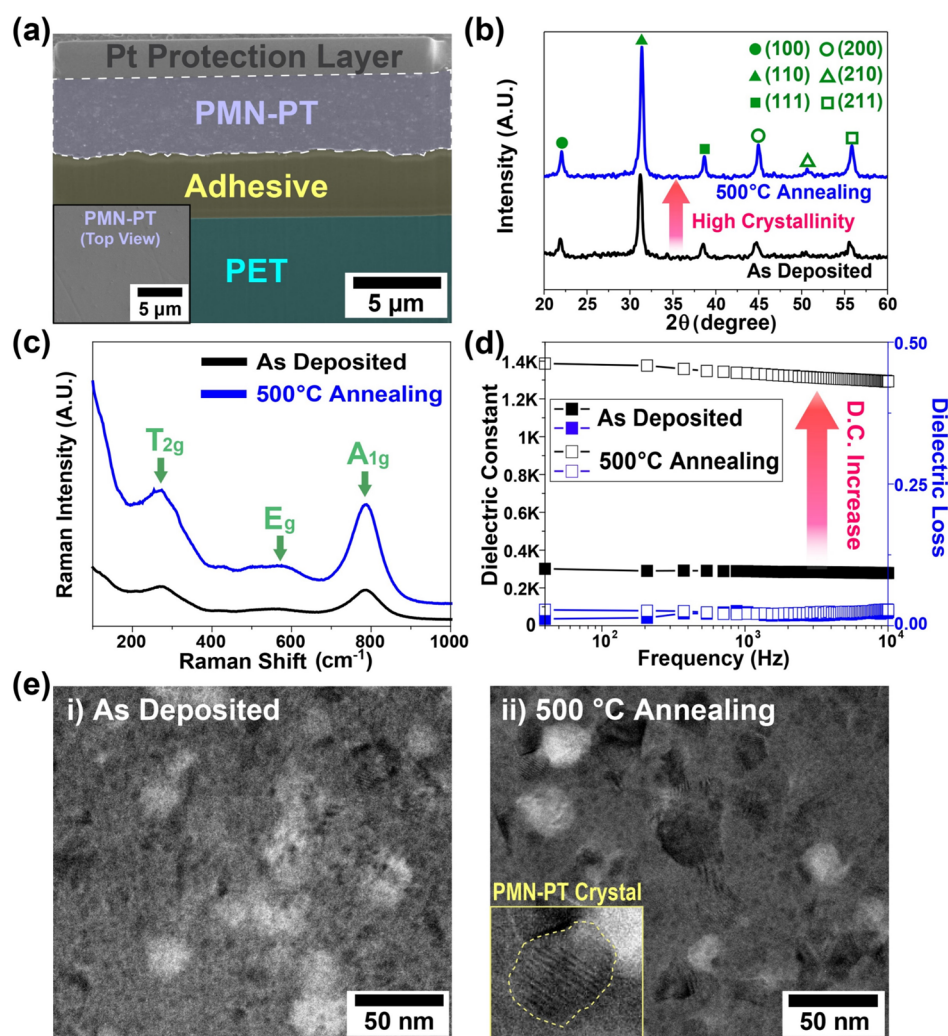 (a)
Pt Protection Layer
PMN-PT
Adhesive
PMN-PT
(Top View)
5 μm
PET
5 μm
(b)
Intensity (A.U.)
(100) (200)
(110) (210)
(111) (211)
500°C Annealing
High Crystallinity
As Deposited
20 25 30 35 40 45 50 55 60
2θ (degree)
(c)
Raman Intensity (A.U.)
As Deposited
500°C Annealing
T2g
Eg
A1g
200 400 600 800 1000
Raman Shift (cm-1)
(d)
Dielectric Constant
1.4K
1.2K
1.0K
0.8K
0.6K
0.4K
0.2K
0
As Deposited
500°C Annealing
D.C. Increase
0.50
0.25
0.00
Dielectric Loss
10² 10³ 10⁴
Frequency (Hz)
(e)
i) As Deposited
50 nm
ii) 500 °C Annealing
PMN-PT Crystal
50 nm